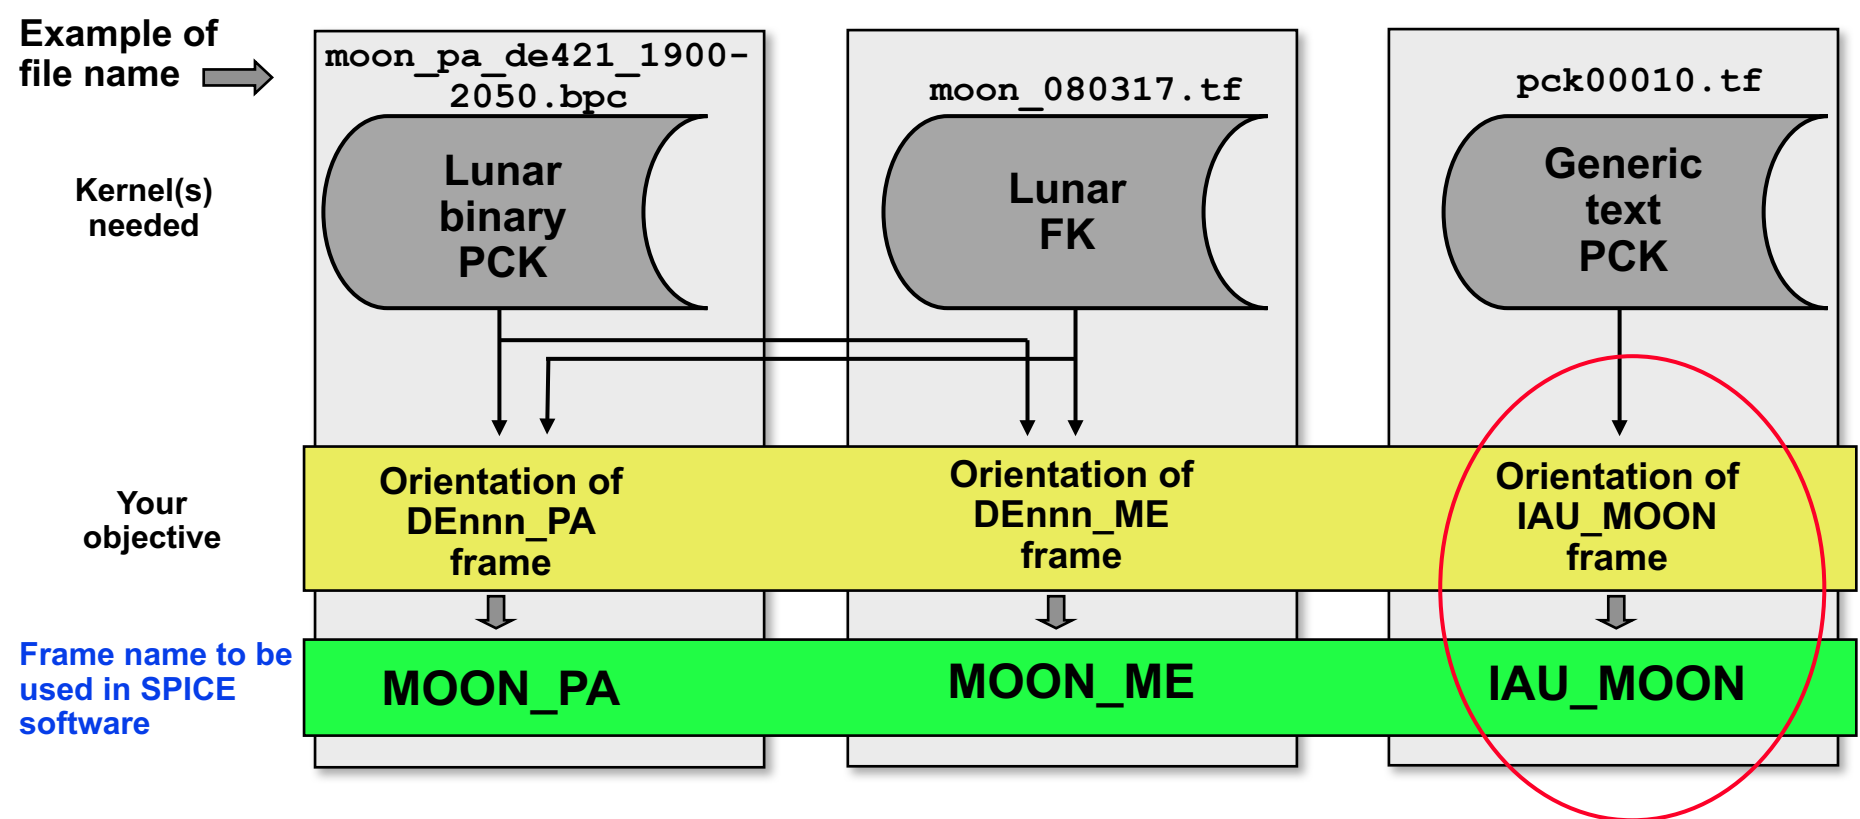 Example of
file name
moon_pa_de421_1900-
2050.bpc
moon_080317.tf
pck00010.tf
Kernel(s)
needed
Lunar
binary
PCK
Lunar
FK
Generic
text
PCK
Your
objective
Orientation of
DEnnn_PA
frame
Orientation of
DEnnn_ME
frame
Orientation of
IAU_MOON
frame
Frame name to be
used in SPICE
software
MOON_PA
MOON_ME
IAU_MOON